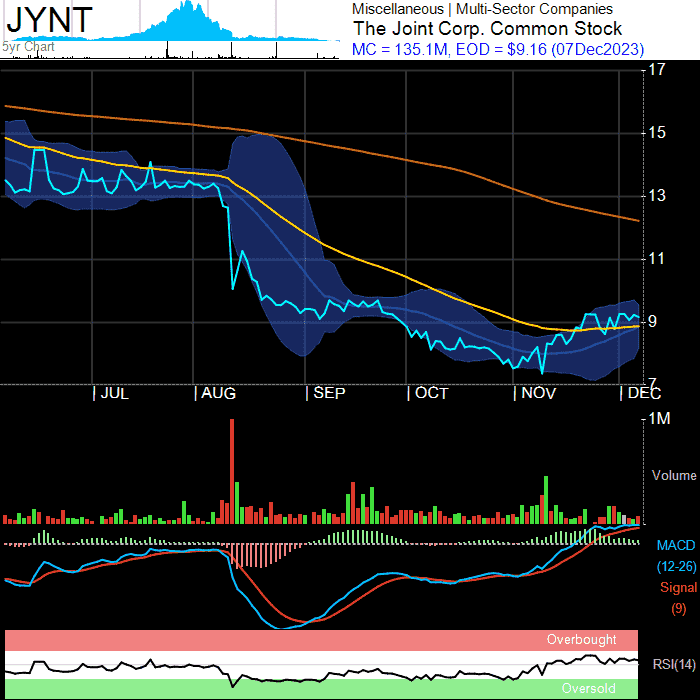 JYNT
5yr Chart
Miscellaneous | Multi-Sector Companies
The Joint Corp. Common Stock
MC = 135.1M, EOD = $9.16 (07Dec2023)
17
15
13
11
9
7
| JUL | AUG | SEP | OCT | NOV | DEC
1M
Volume
MACD
(12-26)
Signal
(9)
Overbought
RSI(14)
Oversold